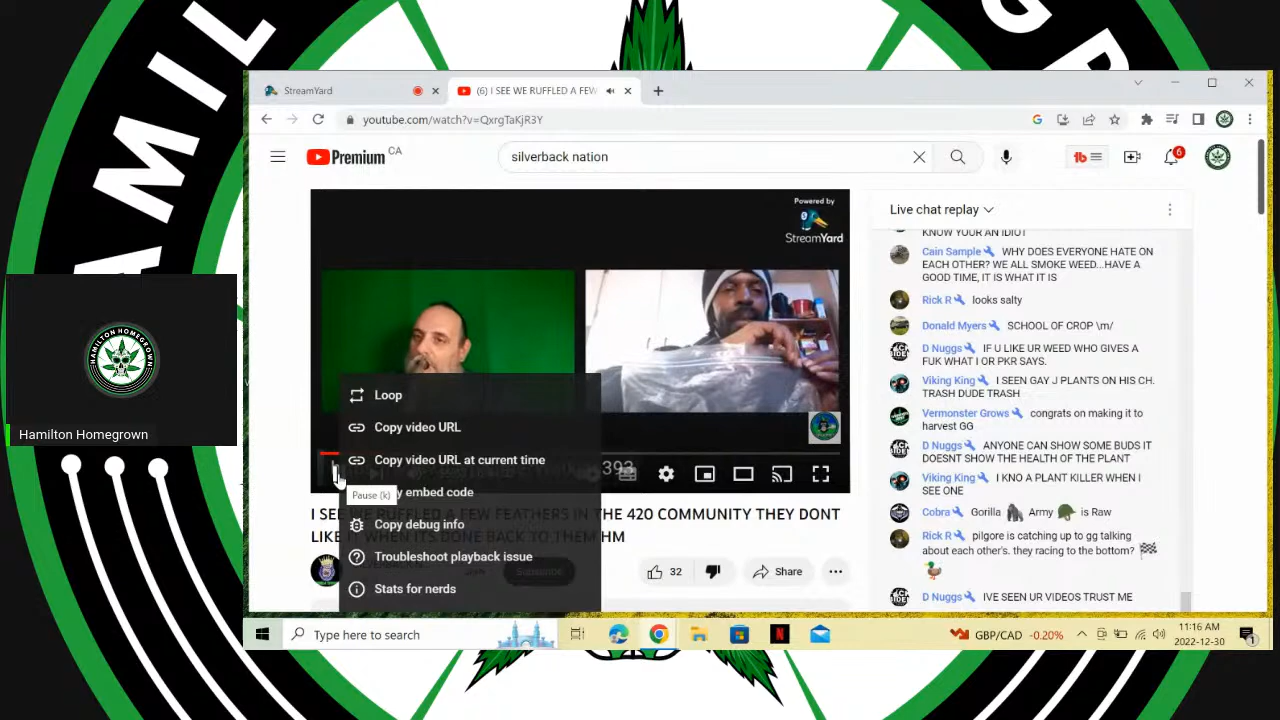 AMIL
GR
StreamYard
(6) I SEE WE RUFFLED A FEW
youtube.com/watch?v=QxrgTaKjR3Y
Premium CA
silverback nation
6
Powered by
StreamYard
Live chat replay
KNOW YOUR AN IDIOT
Cain Sample WHY DOES EVERYONE HATE ON
EACH OTHER? WE ALL SMOKE WEED...HAVE A
GOOD TIME, IT IS WHAT IT IS
Rick R looks salty
Donald Myers SCHOOL OF CROP \m/
D Nuggs IF U LIKE UR WEED WHO GIVES A
FUK WHAT I OR PKR SAYS.
Viking King I SEEN GAY J PLANTS ON HIS CH.
TRASH DUDE TRASH
Vermonster Grows congrats on making it to
harvest GG
D Nuggs ANYONE CAN SHOW SOME BUDS IT
DOESNT SHOW THE HEALTH OF THE PLANT
Viking King I KNO A PLANT KILLER WHEN I
SEE ONE
Cobra Gorilla 🦍 Army 🪖 is Raw
Rick R pilgore is catching up to gg talking
about each other's. they racing to the bottom? 🏁
🦆
D Nuggs IVE SEEN UR VIDEOS TRUST ME
Loop
Copy video URL
Copy video URL at current time
393
Pause (k)
y embed code
Copy debug info
Troubleshoot playback issue
Stats for nerds
I SEE WE RUFFLED A FEW FEATHERS IN THE 420 COMMUNITY THEY DONT
LIKE IT WHEN ITS DONE BACK TO THEM HM
Subscribe
32
Share
HAMILTON HOMEGROWN
Hamilton Homegrown
Type here to search
GBP/CAD -0.20%
11:16 AM
2022-12-30
1